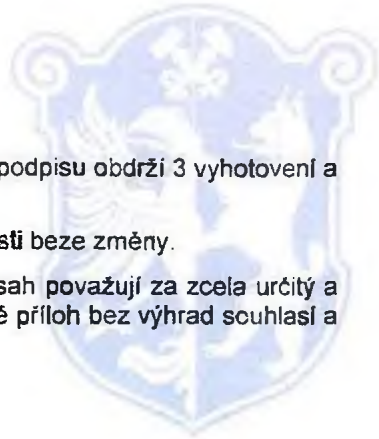 podpisu obdrží 3 vyhotovení a
sti beze změny.
sah považují za zcela určitý a
ě příloh bez výhrad souhlasí a